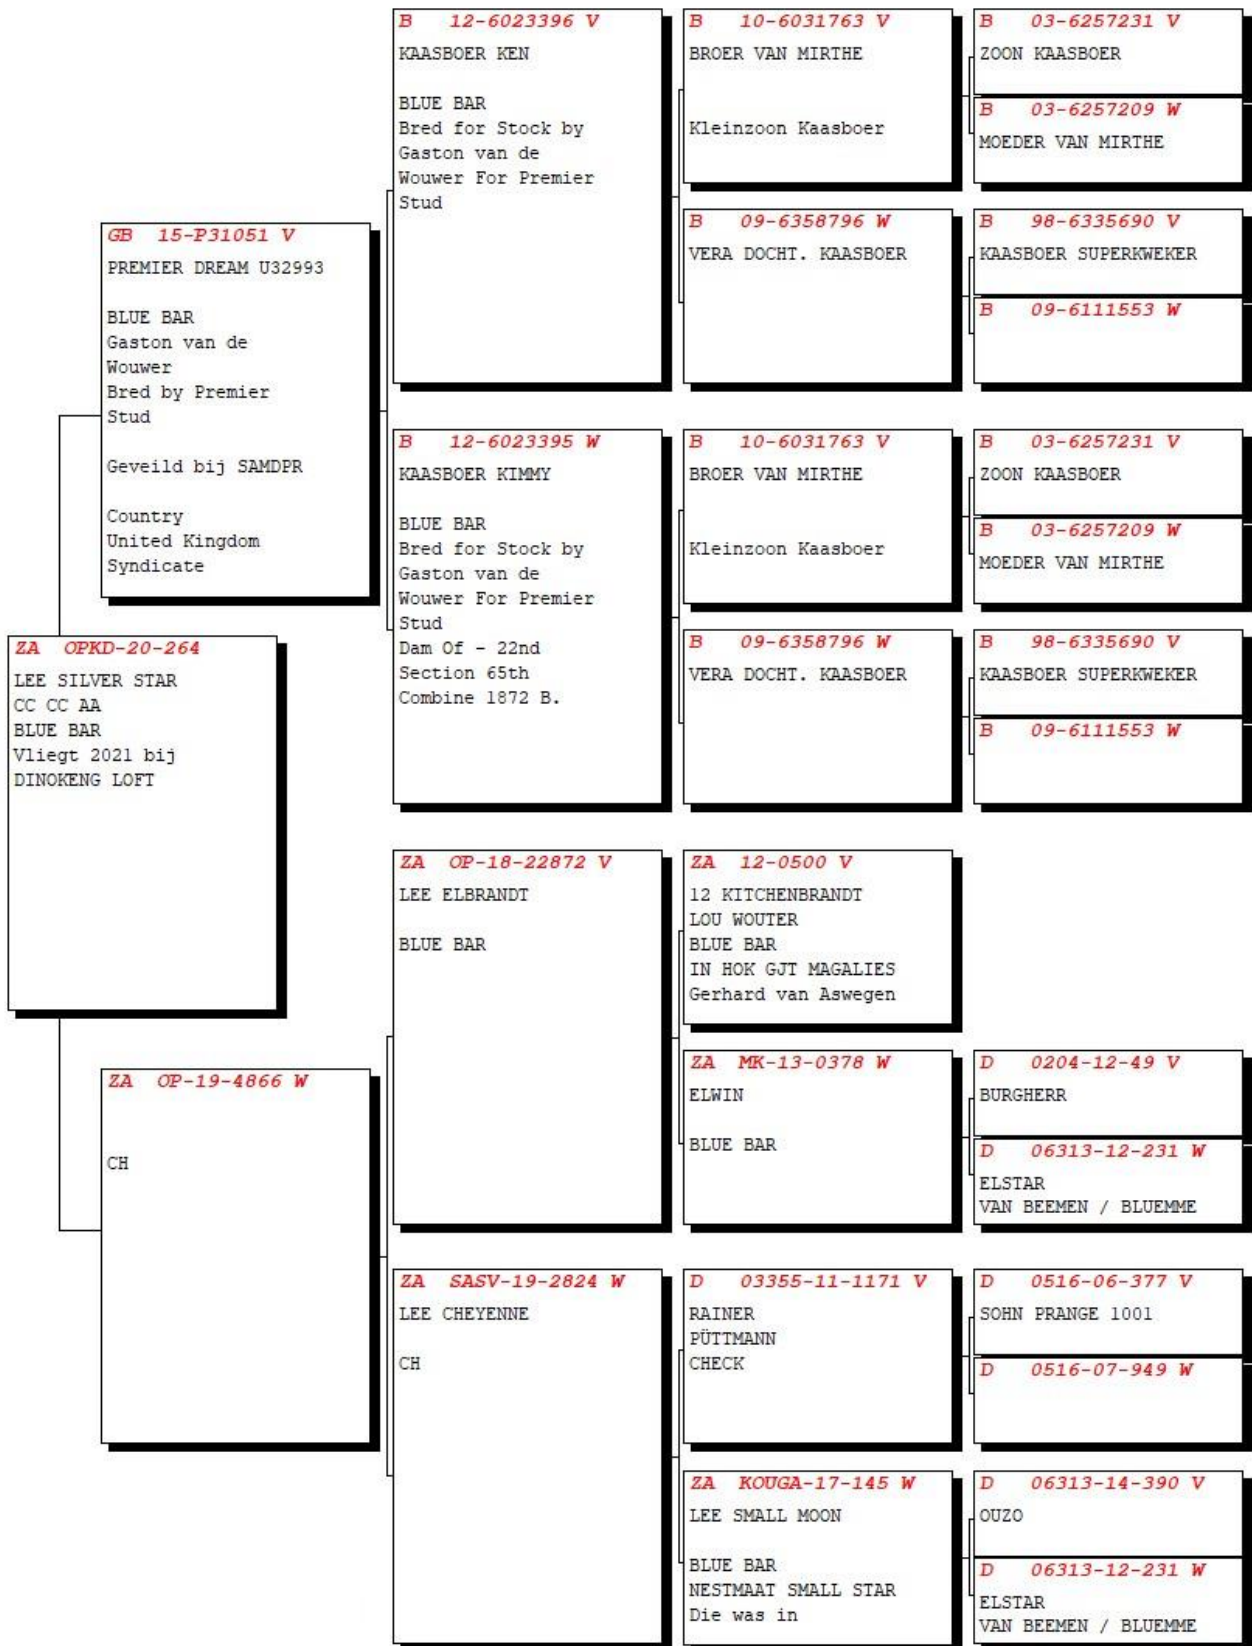 ZA OPKD-20-264
LEE SILVER STAR
CC CC AA
BLUE BAR
Vliegt 2021 bij
DINOKENG LOFT
GB 15-P31051 V
PREMIER DREAM U32993
BLUE BAR
Gaston van de
Wouwer
Bred by Premier
Stud
Geveild bij SAMDPR
Country
United Kingdom
Syndicate
ZA OP-19-4866 W
CH
B 12-6023396 V
KAASBOER KEN
BLUE BAR
Bred for Stock by
Gaston van de
Wouwer For Premier
Stud
B 12-6023395 W
KAASBOER KIMMY
BLUE BAR
Bred for Stock by
Gaston van de
Wouwer For Premier
Stud
Dam Of - 22nd
Section 65th
Combine 1872 B.
ZA OP-18-22872 V
LEE ELBRANDT
BLUE BAR
ZA SASV-19-2824 W
LEE CHEYENNE
CH
B 10-6031763 V
BROER VAN MIRTHE
Kleinzoon Kaasboer
B 09-6358796 W
VERA DOCHT. KAASBOER
B 10-6031763 V
BROER VAN MIRTHE
Kleinzoon Kaasboer
B 09-6358796 W
VERA DOCHT. KAASBOER
ZA 12-0500 V
12 KITCHENBRANDT
LOU WOUTER
BLUE BAR
IN HOK GJT MAGALIES
Gerhard van Aswegen
ZA MK-13-0378 W
ELWIN
BLUE BAR
D 03355-11-1171 V
RAINER
PÜTTMANN
CHECK
ZA KOUGA-17-145 W
LEE SMALL MOON
BLUE BAR
NESTMAAT SMALL STAR
Die was in
B 03-6257231 V
ZOON KAASBOER
B 03-6257209 W
MOEDER VAN MIRTHE
B 98-6335690 V
KAASBOER SUPERKWEKER
B 09-6111553 W
B 03-6257231 V
ZOON KAASBOER
B 03-6257209 W
MOEDER VAN MIRTHE
B 98-6335690 V
KAASBOER SUPERKWEKER
B 09-6111553 W
D 0204-12-49 V
BURGHERR
D 06313-12-231 W
ELSTAR
VAN BEEMEN / BLUEMME
D 0516-06-377 V
SOHN PRANGE 1001
D 0516-07-949 W
D 06313-14-390 V
OUZO
D 06313-12-231 W
ELSTAR
VAN BEEMEN / BLUEMME